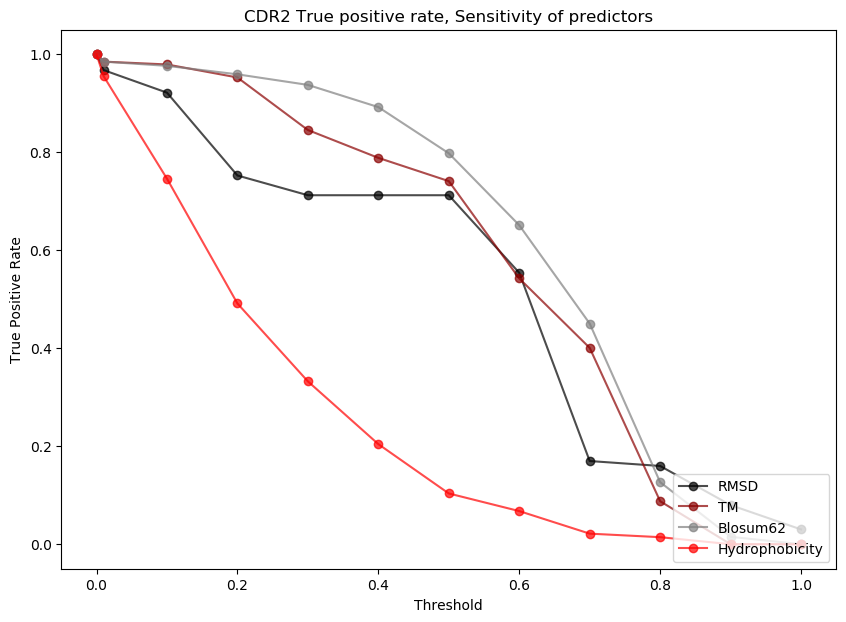 CDR2 True positive rate, Sensitivity of predictors
True Positive Rate
1.0
0.8
0.6
0.4
0.2
0.0
0.0 0.2 0.4 0.6 0.8 1.0
Threshold
RMSD
TM
Blosum62
Hydrophobicity